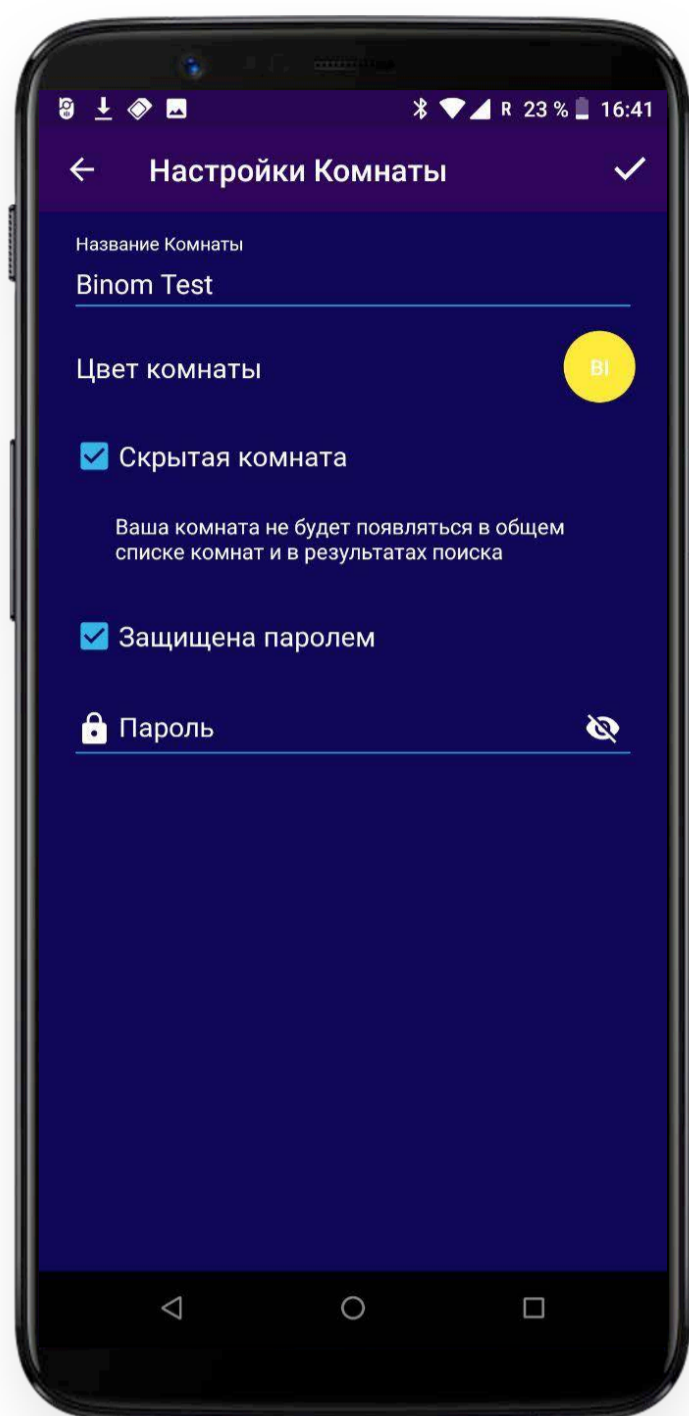 R 23 % 16:41
Настройки Комнаты
Название Комнаты
Binom Test
Цвет комнаты
BI
Скрытая комната
Ваша комната не будет появляться в общем
списке комнат и в результатах поиска
Защищена паролем
Пароль